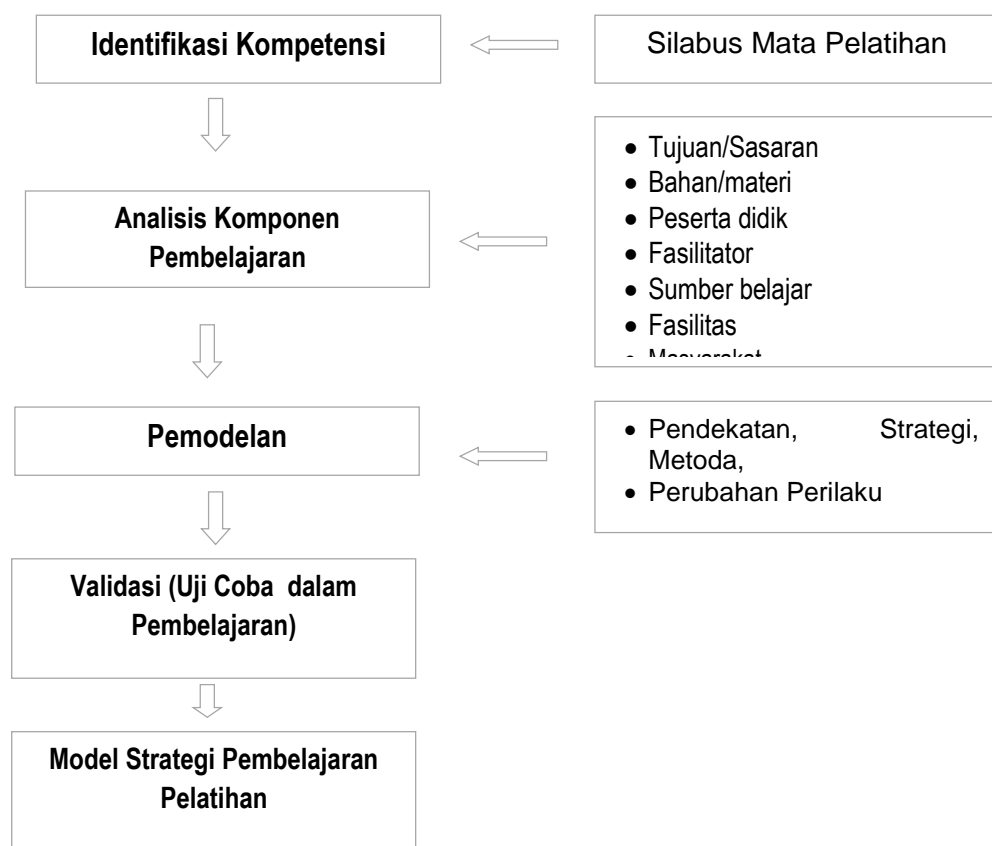 Identifikasi Kompetensi
Silabus Mata Pelatihan
• Tujuan/Sasaran
• Bahan/materi
• Peserta didik
• Fasilitator
• Sumber belajar
• Fasilitas
Analisis Komponen
Pembelajaran
Pemodelan
• Pendekatan, Strategi,
Metoda,
• Perubahan Perilaku
Validasi (Uji Coba dalam
Pembelajaran)
Model Strategi Pembelajaran
Pelatihan